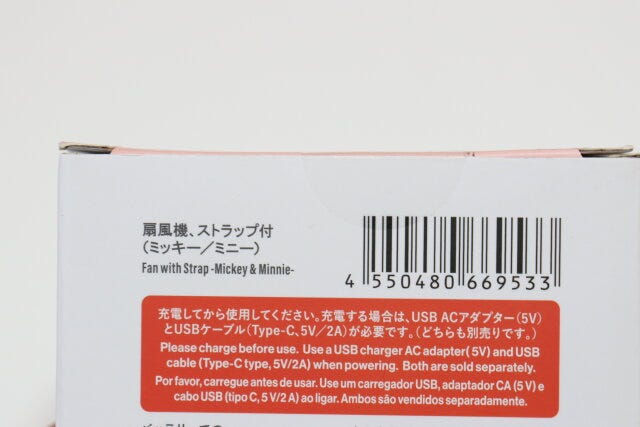 扇風機、ストラップ付
（ミッキー／ミニー）
Fan with Strap -Mickey & Minnie-
4 550480 669533
充電してから使用してください。充電する場合は、USB ACアダプター（5V）
とUSBケーブル（Type-C、5V／2A）が必要です。（どちらも別売りです。）
Please charge before use. Use a USB charger AC adapter( 5V) and USB
cable (Type-C type, 5V/2A) when powering. Both are sold separately.
Por favor, carregue antes de usar. Use um carregador USB, adaptador CA (5 V) e
cabo USB (tipo C, 5 V/2 A) ao ligar. Ambos são vendidos separadamente.